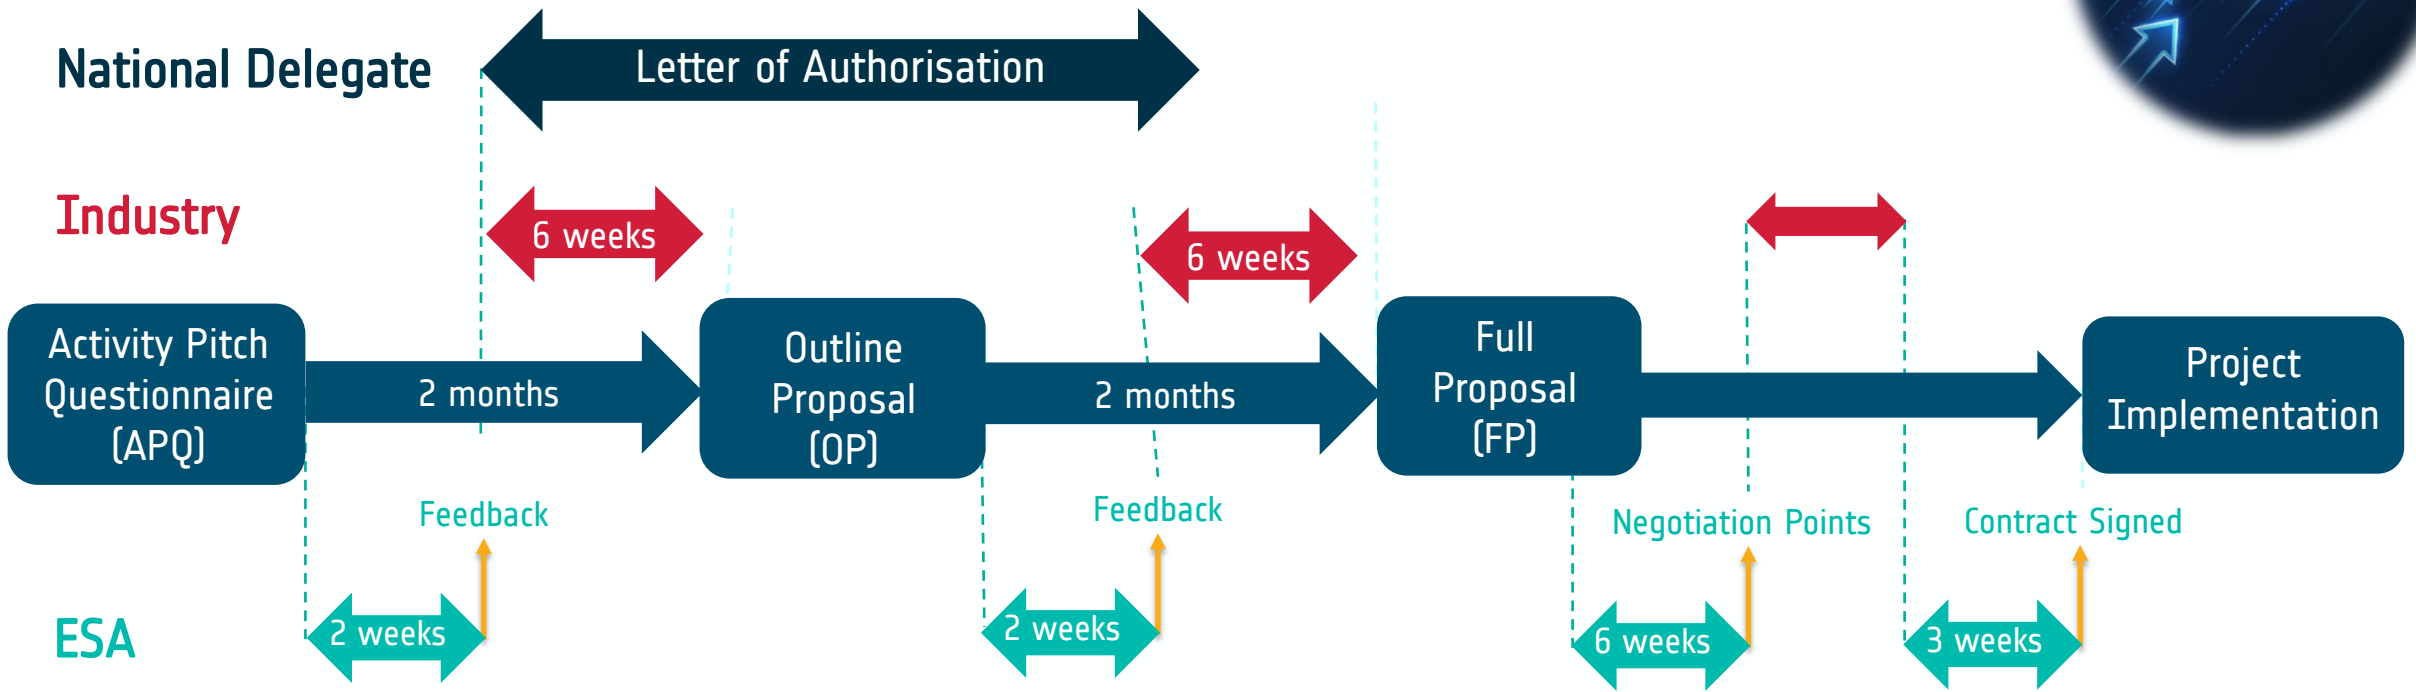 National Delegate
Letter of Authorisation
Industry
6 weeks
6 weeks
Activity Pitch
Questionnaire
(APQ)
2 months
Outline
Proposal
(OP)
2 months
Full
Proposal
(FP)
Project
Implementation
Feedback
Feedback
Negotiation Points
Contract Signed
ESA
2 weeks
2 weeks
6 weeks
3 weeks